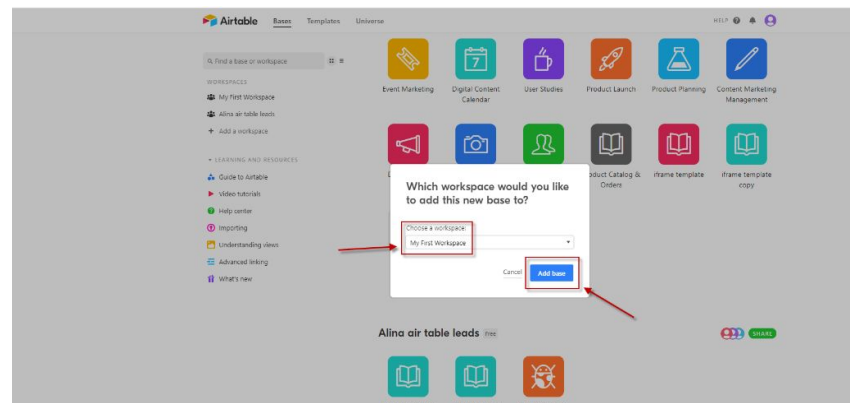 Airtable
Bases
Templates
Universe
HELP
Find a base or workspace
WORKSPACES
My First Workspace
Alina air table leads
+ Add a workspace
LEARNING AND RESOURCES
Guide to Airtable
Video tutorials
Help center
Importing
Understanding views
Advanced linking
What's new
Event Marketing
Digital Content
Calendar
User Studies
Product Launch
Product Planning
Content Marketing
Management
7
Product Catalog &
Orders
iframe template
iframe template
copy
Which workspace would you like
to add this new base to?
Choose a workspace:
My First Workspace
Cancel
Add base
Alina air table leads
FREE
SHARE